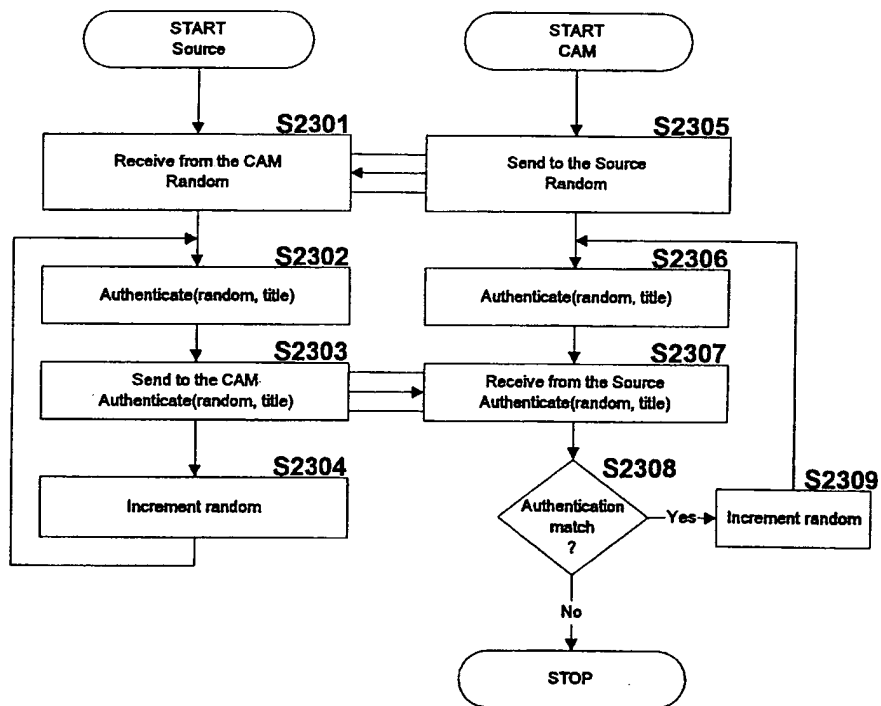 START
Source
START
CAM
S2301
Receive from the CAM
Random
S2305
Send to the Source
Random
S2302
Authenticate(random, title)
S2306
Authenticate(random, title)
S2303
Send to the CAM
Authenticate(random, title)
S2307
Receive from the Source
Authenticate(random, title)
S2304
Increment random
S2308
Authentication
match
?
Yes
S2309
Increment random
No
STOP